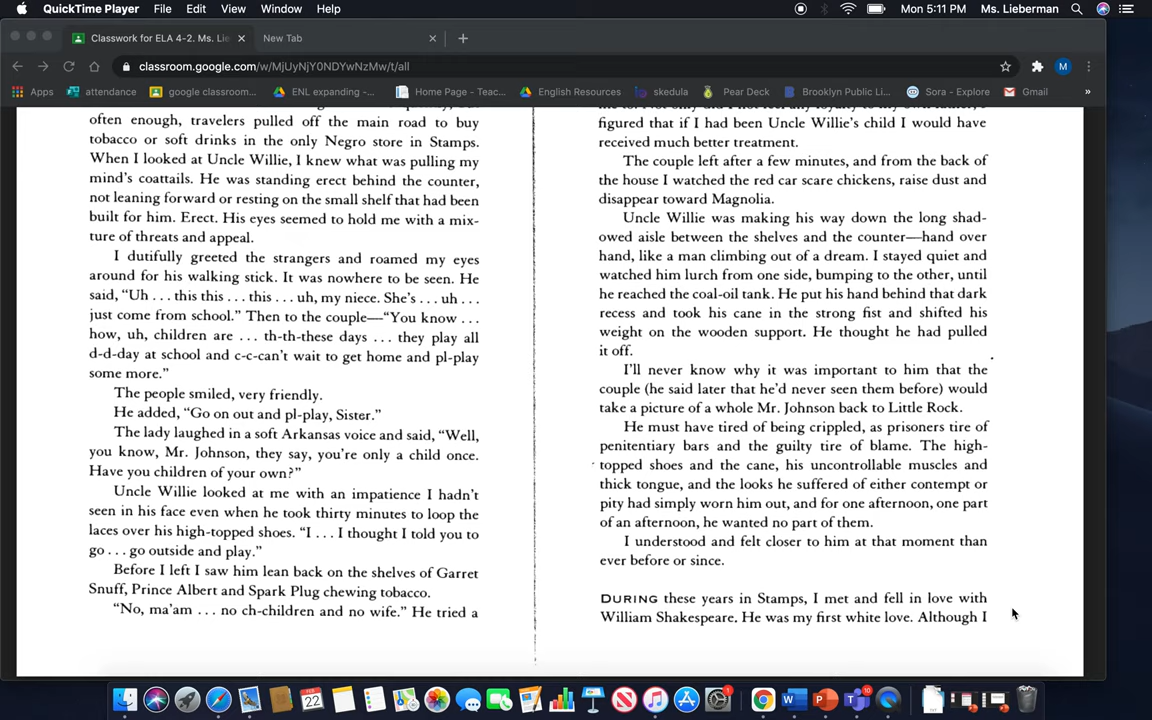 QuickTime Player File Edit View Window Help
Mon 5:11 PM Ms. Lieberman
Classwork for ELA 4-2. Ms. Lie
New Tab
classroom.google.com/w/MjUyNjY0NDYwNzMw/t/all
M
Apps attendance google classroom... ENL expanding -... Home Page - Teac... English Resources skedula Pear Deck Brooklyn Public Li... Sora - Explore Gmail »
often enough, travelers pulled off the main road to buy
tobacco or soft drinks in the only Negro store in Stamps.
When I looked at Uncle Willie, I knew what was pulling my
mind's coattails. He was standing erect behind the counter,
not leaning forward or resting on the small shelf that had been
built for him. Erect. His eyes seemed to hold me with a mix-
ture of threats and appeal.
I dutifully greeted the strangers and roamed my eyes
around for his walking stick. It was nowhere to be seen. He
said, "Uh . . . this this . . . this . . . uh, my niece. She's . . . uh . . .
just come from school." Then to the couple—"You know . . .
how, uh, children are . . . th-th-these days . . . they play all
d-d-day at school and c-c-can't wait to get home and pl-play
some more."
The people smiled, very friendly.
He added, "Go on out and pl-play, Sister."
The lady laughed in a soft Arkansas voice and said, "Well,
you know, Mr. Johnson, they say, you're only a child once.
Have you children of your own?"
Uncle Willie looked at me with an impatience I hadn't
seen in his face even when he took thirty minutes to loop the
laces over his high-topped shoes. "I . . . I thought I told you to
go . . . go outside and play."
Before I left I saw him lean back on the shelves of Garret
Snuff, Prince Albert and Spark Plug chewing tobacco.
"No, ma'am . . . no ch-children and no wife." He tried a
figured that if I had been Uncle Willie's child I would have
received much better treatment.
The couple left after a few minutes, and from the back of
the house I watched the red car scare chickens, raise dust and
disappear toward Magnolia.
Uncle Willie was making his way down the long shad-
owed aisle between the shelves and the counter—hand over
hand, like a man climbing out of a dream. I stayed quiet and
watched him lurch from one side, bumping to the other, until
he reached the coal-oil tank. He put his hand behind that dark
recess and took his cane in the strong fist and shifted his
weight on the wooden support. He thought he had pulled
it off.
I'll never know why it was important to him that the
couple (he said later that he'd never seen them before) would
take a picture of a whole Mr. Johnson back to Little Rock.
He must have tired of being crippled, as prisoners tire of
penitentiary bars and the guilty tire of blame. The high-
topped shoes and the cane, his uncontrollable muscles and
thick tongue, and the looks he suffered of either contempt or
pity had simply worn him out, and for one afternoon, one part
of an afternoon, he wanted no part of them.
I understood and felt closer to him at that moment than
ever before or since.
DURING these years in Stamps, I met and fell in love with
William Shakespeare. He was my first white love. Although I
FEB
22